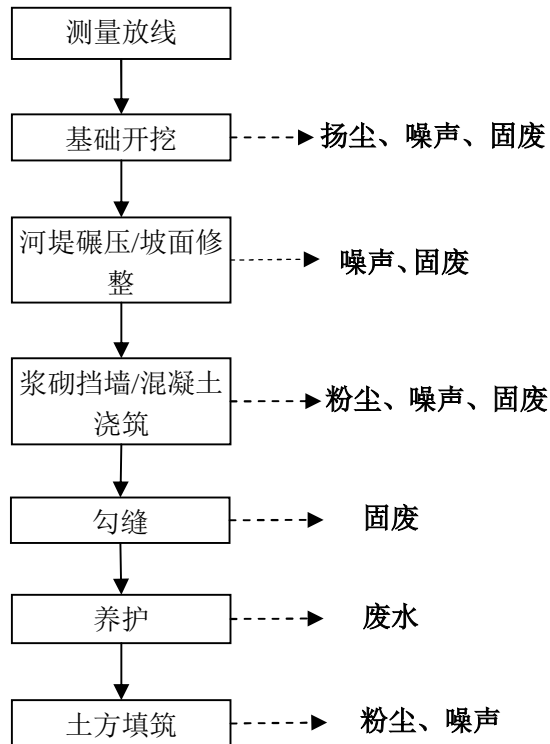 测量放线
基础开挖
扬尘、噪声、固废
河堤碾压/坡面修
整
噪声、固废
浆砌挡墙/混凝土
浇筑
粉尘、噪声、固废
勾缝
固废
养护
废水
土方填筑
粉尘、噪声